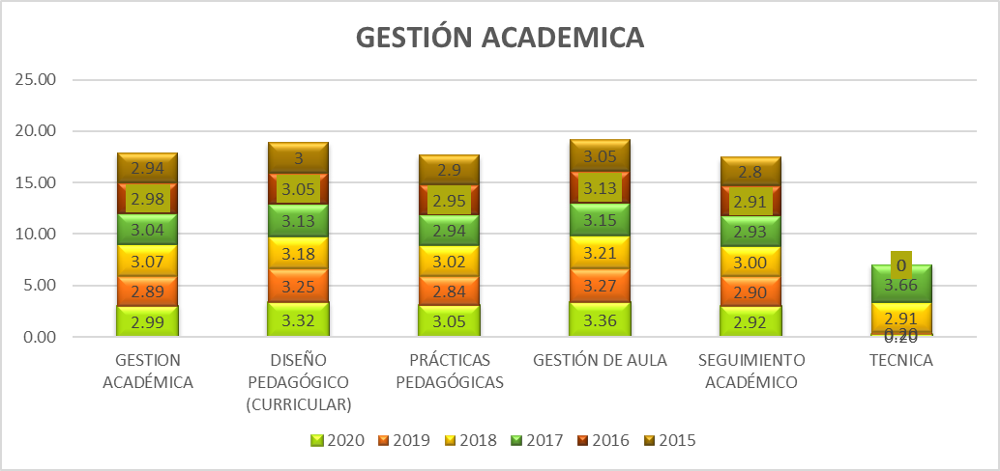 GESTIÓN ACADEMICA
25.00
20.00
15.00
10.00
5.00
0.00
2.94 3 2.9 3.05 2.8
2.98 3.05 2.95 3.13 2.91
3.04 3.13 2.94 3.15 2.93 0
3.07 3.18 3.02 3.21 3.00 3.66
2.89 3.25 2.84 3.27 2.90 2.91
2.99 3.32 3.05 3.36 2.92 0.20
0.20
GESTION
ACADÉMICA
DISEÑO
PEDAGÓGICO
(CURRICULAR)
PRÁCTICAS
PEDAGÓGICAS
GESTIÓN DE AULA
SEGUIMIENTO
ACADÉMICO
TECNICA
2020 2019 2018 2017 2016 2015